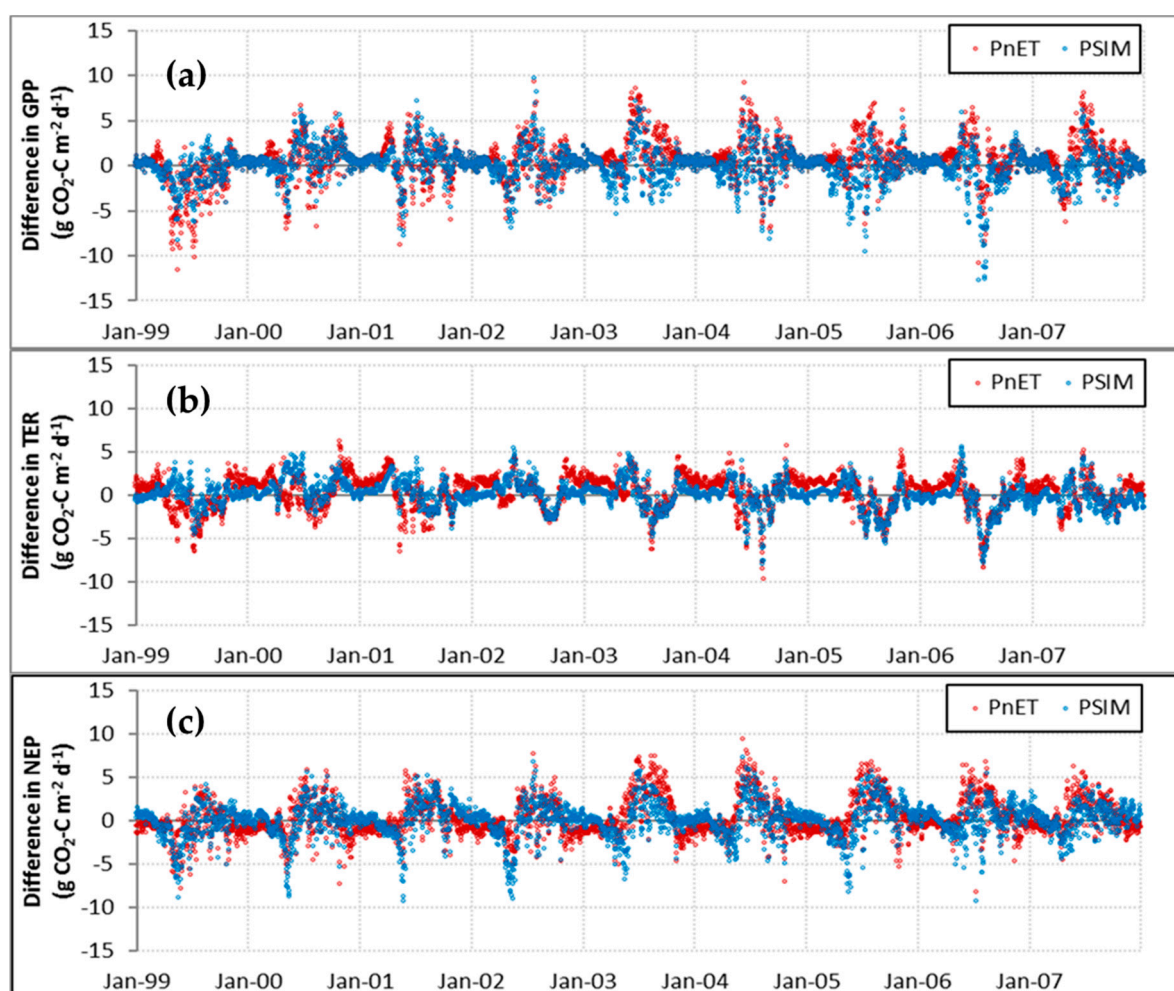 (a)
PnET PSIM
Difference in GPP
(g CO₂-C m⁻² d⁻¹)
15
10
5
0
-5
-10
-15
Jan-99 Jan-00 Jan-01 Jan-02 Jan-03 Jan-04 Jan-05 Jan-06 Jan-07
(b)
PnET PSIM
Difference in TER
(g CO₂-C m⁻² d⁻¹)
15
10
5
0
-5
-10
-15
Jan-99 Jan-00 Jan-01 Jan-02 Jan-03 Jan-04 Jan-05 Jan-06 Jan-07
(c)
PnET PSIM
Difference in NEP
(g CO₂-C m⁻² d⁻¹)
15
10
5
0
-5
-10
-15
Jan-99 Jan-00 Jan-01 Jan-02 Jan-03 Jan-04 Jan-05 Jan-06 Jan-07